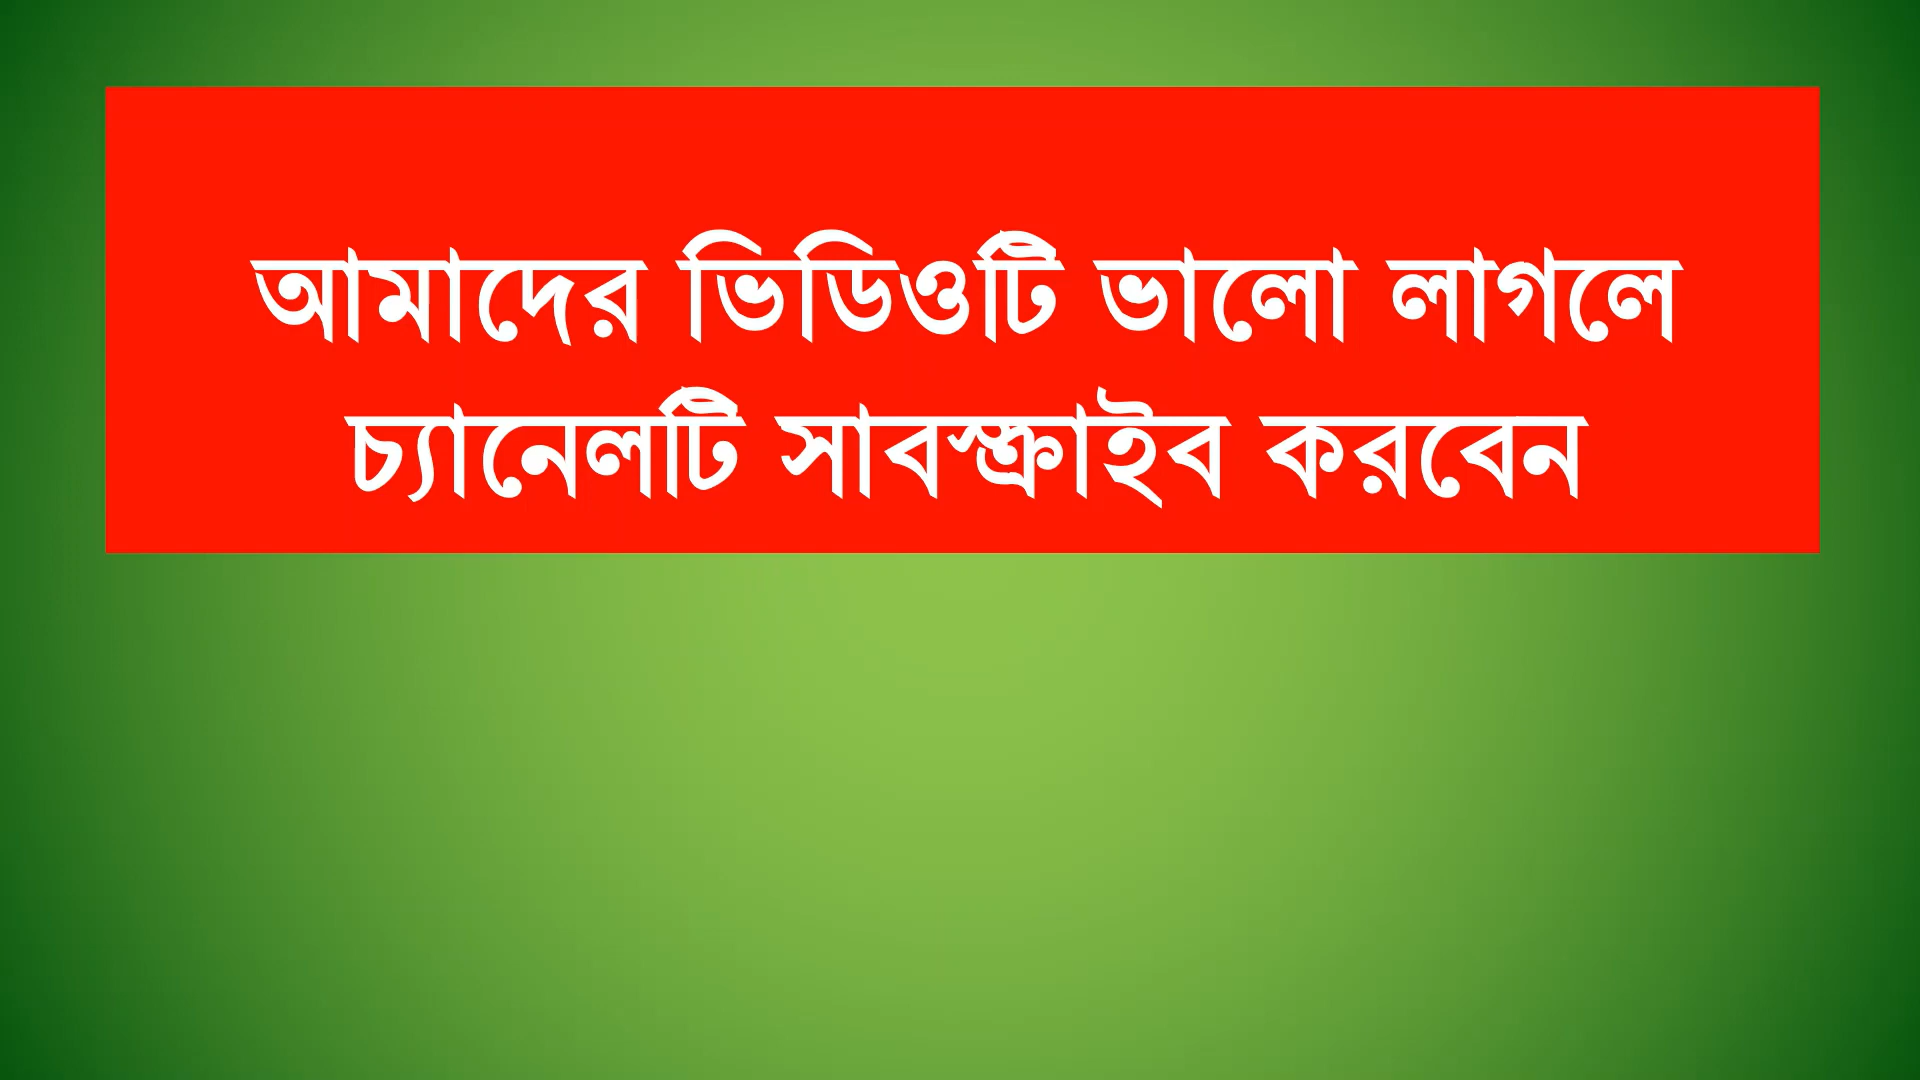 আমাদের ভিডিওটি ভালো লাগলে
চ্যানেলটি সাবস্ক্রাইব করবেন